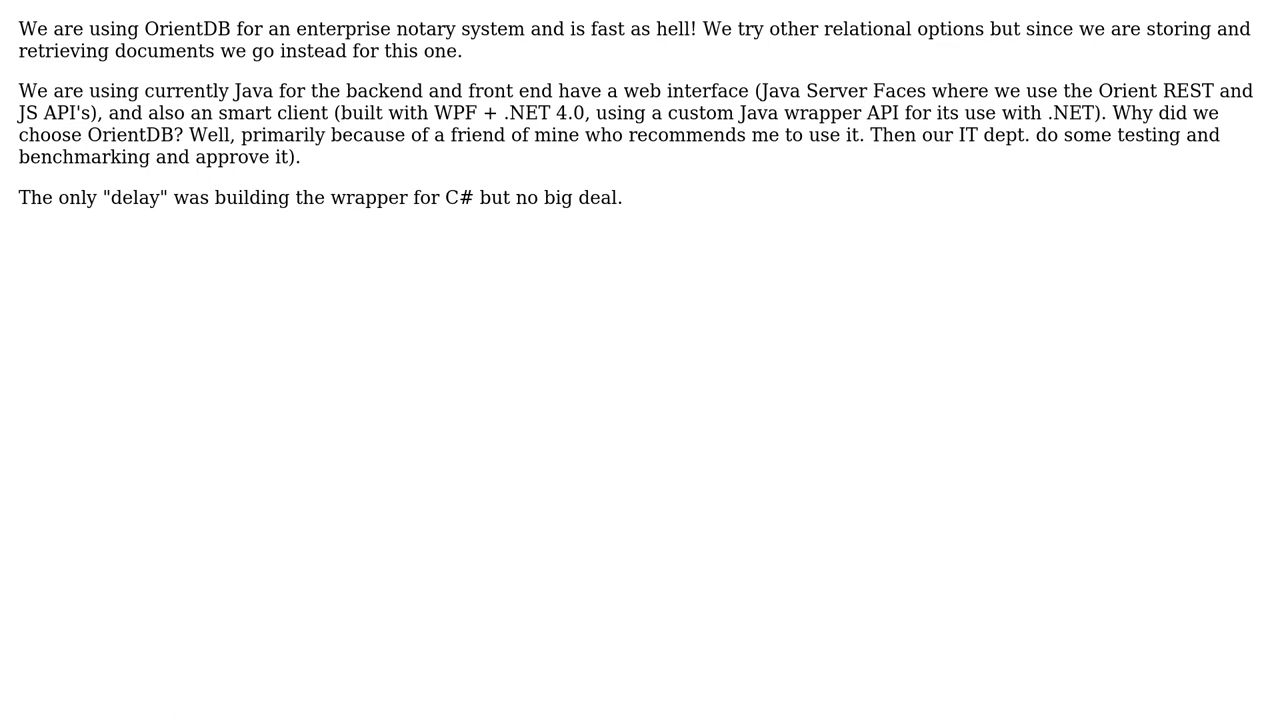 We are using OrientDB for an enterprise notary system and is fast as hell! We try other relational options but since we are storing and
retrieving documents we go instead for this one.
We are using currently Java for the backend and front end have a web interface (Java Server Faces where we use the Orient REST and
JS API's), and also an smart client (built with WPF + .NET 4.0, using a custom Java wrapper API for its use with .NET). Why did we
choose OrientDB? Well, primarily because of a friend of mine who recommends me to use it. Then our IT dept. do some testing and
benchmarking and approve it).
The only "delay" was building the wrapper for C# but no big deal.